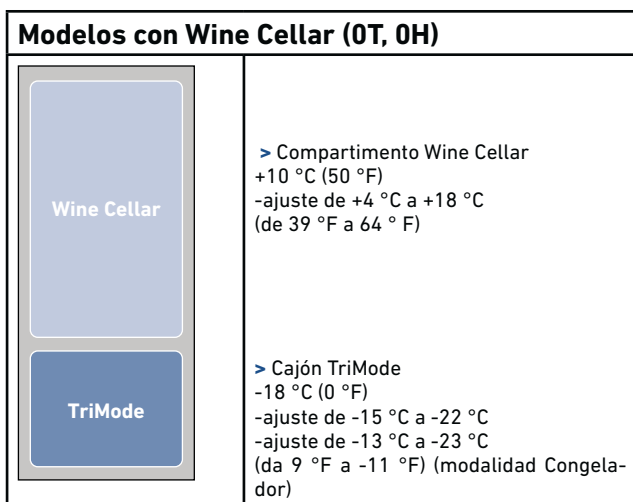 Modelos con Wine Cellar (0T, 0H)
Wine Cellar
> Compartimento Wine Cellar
+10 °C (50 °F)
-ajuste de +4 °C a +18 °C
(de 39 °F a 64 ° F)
TriMode
> Cajón TriMode
-18 °C (0 °F)
-ajuste de -15 °C a -22 °C
-ajuste de -13 °C a -23 °C
(da 9 °F a -11 °F) (modalidad Congela-
dor)